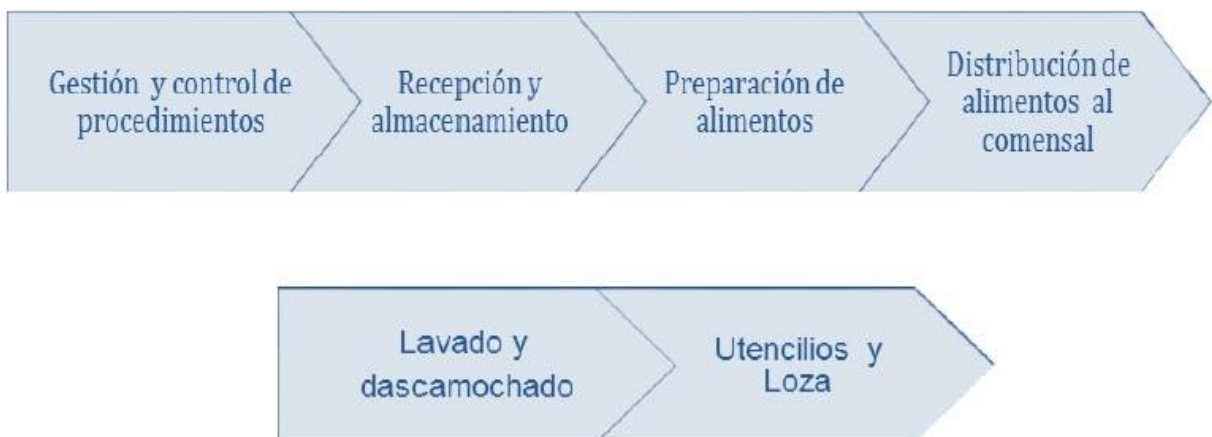 Gestión y control de
procedimientos
Recepción y
almacenamiento
Preparación de
alimentos
Distribución de
alimentos al
comensal
Lavado y
dascamochado
Utencilios y
Loza